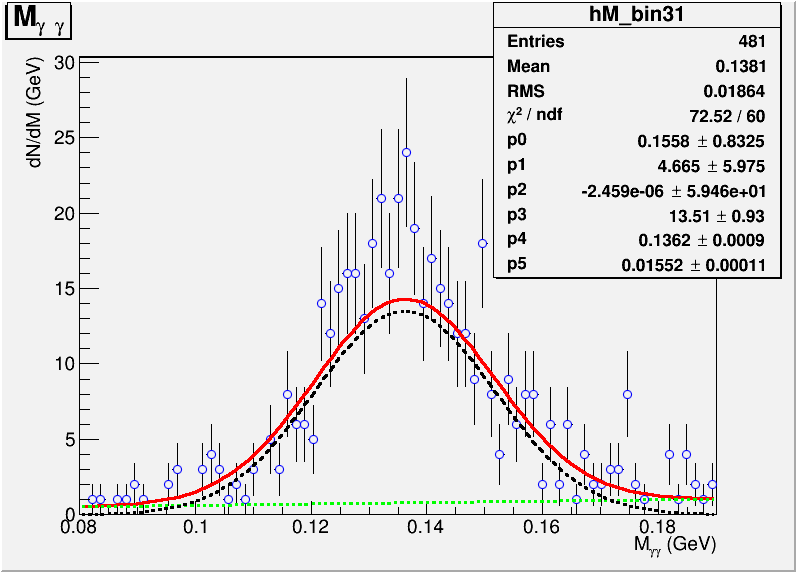 Mγ γ
hM_bin31
Entries 481
Mean 0.1381
RMS 0.01864
χ² / ndf 72.52 / 60
p0 0.1558 ± 0.8325
p1 4.665 ± 5.975
p2 -2.459e-06 ± 5.946e+01
p3 13.51 ± 0.93
p4 0.1362 ± 0.0009
p5 0.01552 ± 0.00011
dN/dM (GeV)
30
25
20
15
10
5
0
0.08 0.1 0.12 0.14 0.16 0.18
Mγγ (GeV)